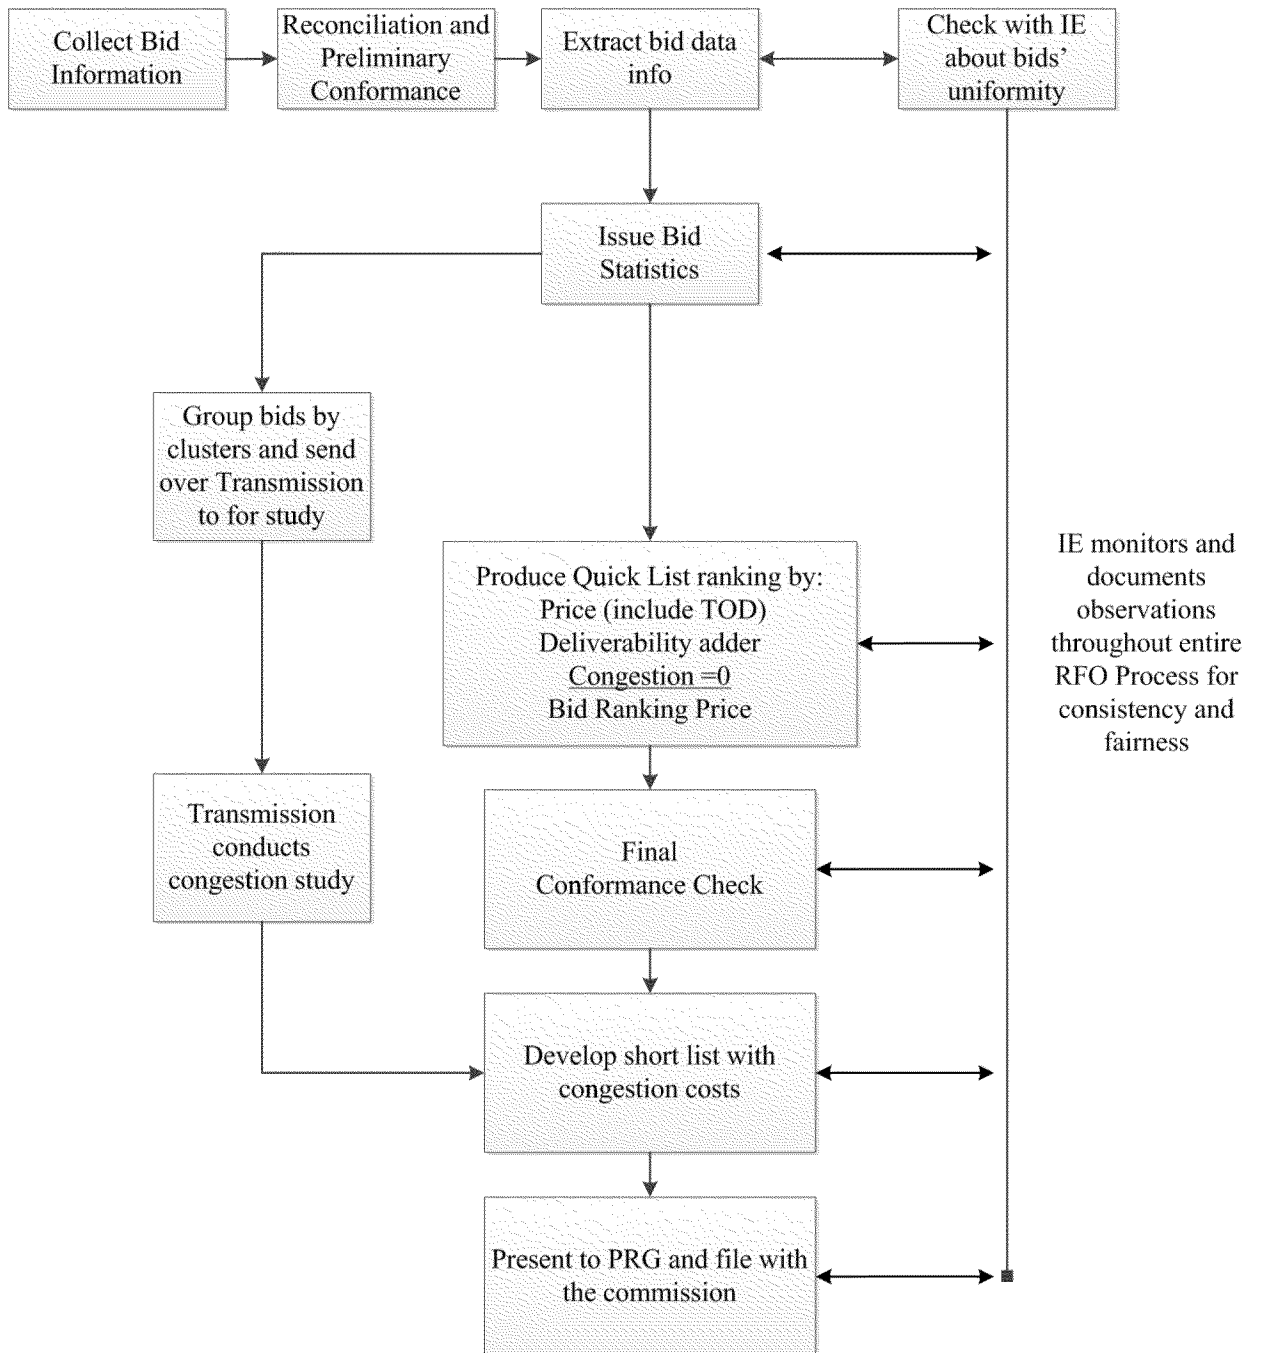 Collect Bid
Information
Reconciliation and
Preliminary
Conformance
Extract bid data
info
Check with IE
about bids'
uniformity
Issue Bid
Statistics
Group bids by
clusters and send
over Transmission
to for study
Produce Quick List ranking by:
Price (include TOD)
Deliverability adder
Congestion =0
Bid Ranking Price
IE monitors and
documents
observations
throughout entire
RFO Process for
consistency and
fairness
Transmission
conducts
congestion study
Final
Conformance Check
Develop short list with
congestion costs
Present to PRG and file with
the commission